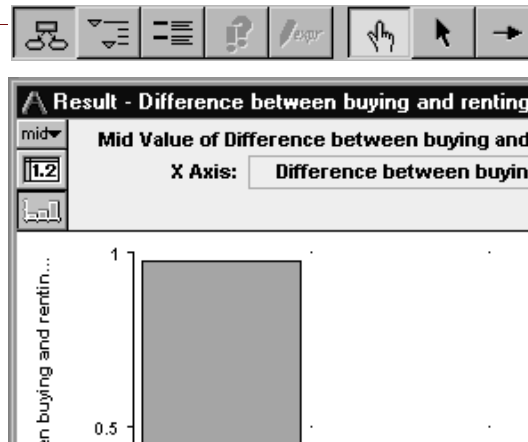 expr
Result - Difference between buying and renting
mid
Mid Value of Difference between buying and
1.2
X Axis: Difference between buyin
1
en buying and rentin...
0.5